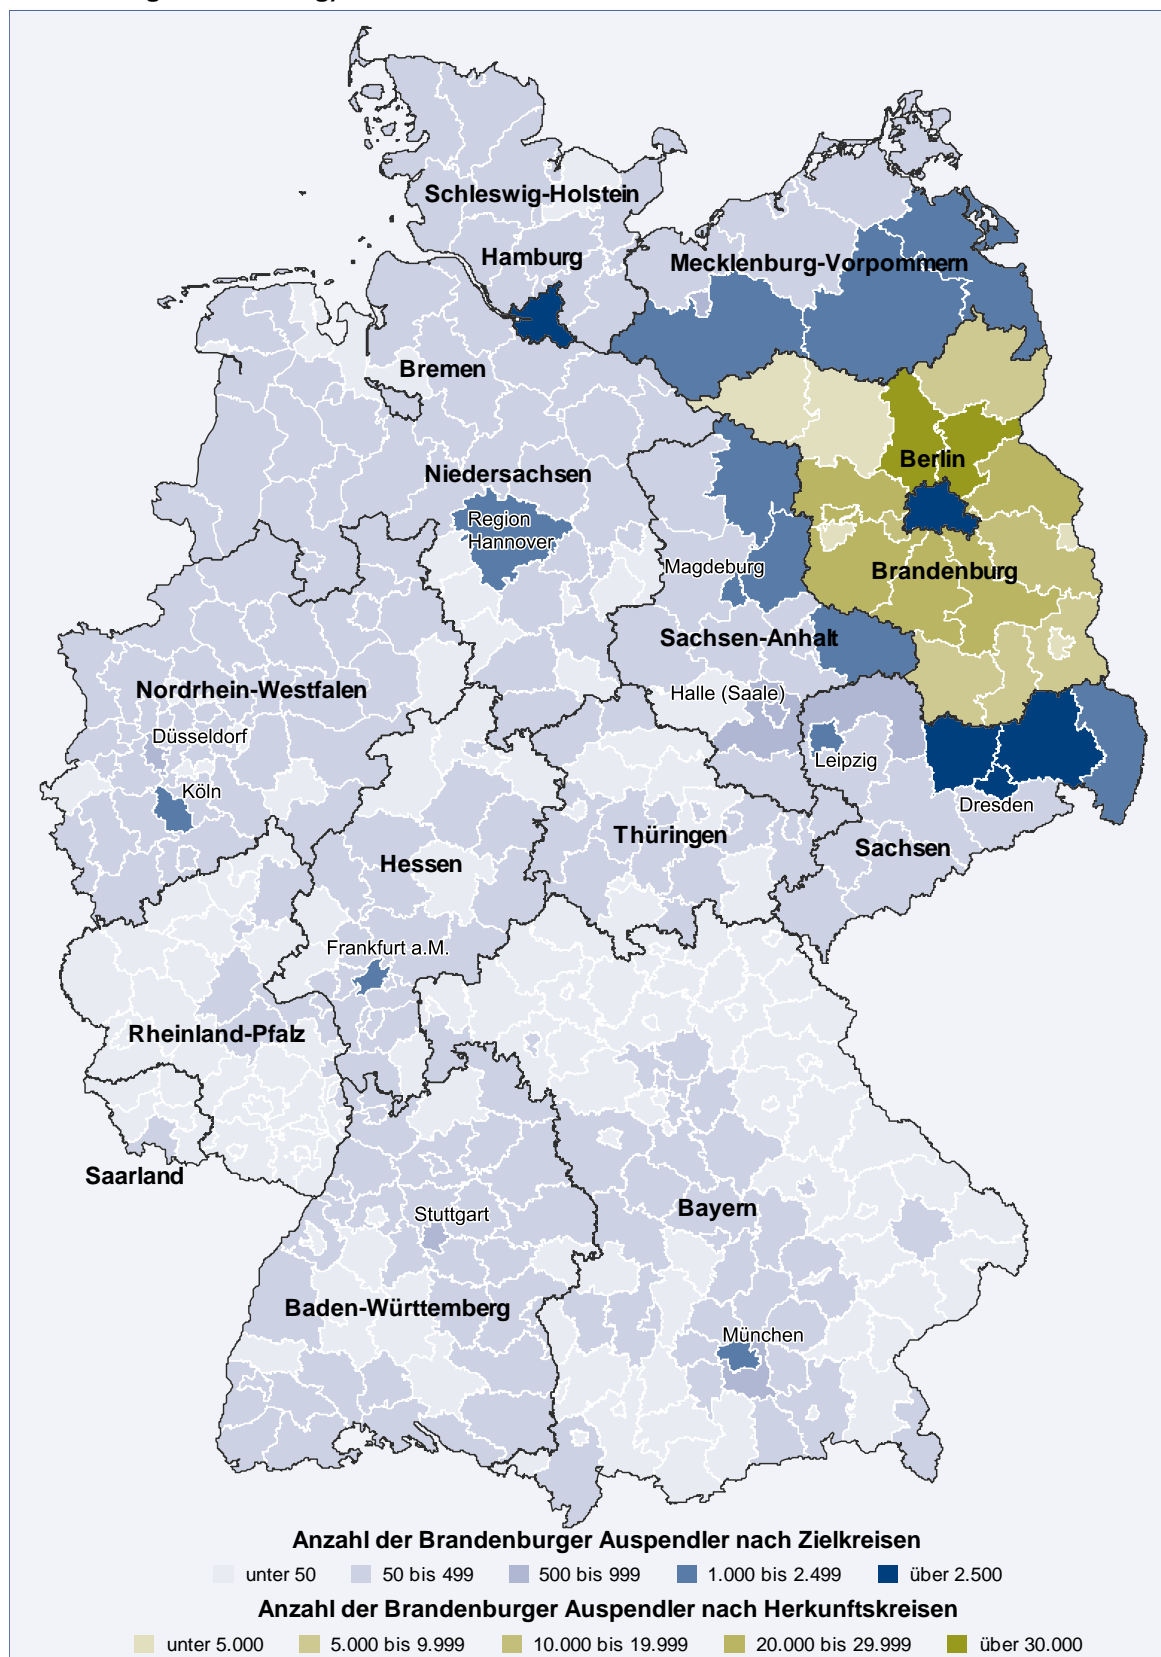 Schleswig-Holstein
Hamburg
Mecklenburg-Vorpommern
Bremen
Berlin
Niedersachsen
Region
Hannover
Magdeburg
Brandenburg
Sachsen-Anhalt
Nordrhein-Westfalen
Halle (Saale)
Düsseldorf
Leipzig
Köln
Dresden
Thüringen
Sachsen
Hessen
Frankfurt a.M.
Rheinland-Pfalz
Saarland
Bayern
Stuttgart
Baden-Württemberg
München
Anzahl der Brandenburger Auspendler nach Zielkreisen
unter 50 50 bis 499 500 bis 999 1.000 bis 2.499 über 2.500
Anzahl der Brandenburger Auspendler nach Herkunftskreisen
unter 5.000 5.000 bis 9.999 10.000 bis 19.999 20.000 bis 29.999 über 30.000